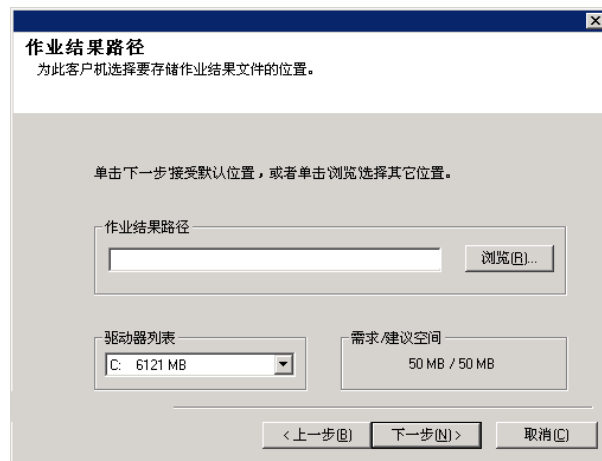 作业结果路径
为此客户机选择要存储作业结果文件的位置。
单击'下一步'接受默认位置，或者单击'浏览'选择其它位置。
作业结果路径
浏览(R)...
驱动器列表
C: 6121 MB
需求/建议空间
50 MB / 50 MB
<上一步(B)
下一步(N)>
取消(C)